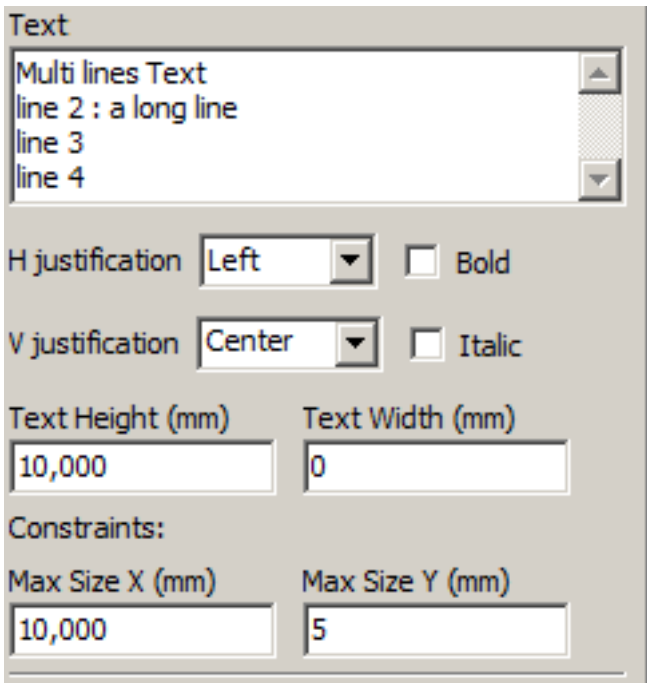 Text
Multi lines Text
line 2 : a long line
line 3
line 4
H justification Left Bold
V justification Center Italic
Text Height (mm) Text Width (mm)
10,000 0
Constraints:
Max Size X (mm) Max Size Y (mm)
10,000 5